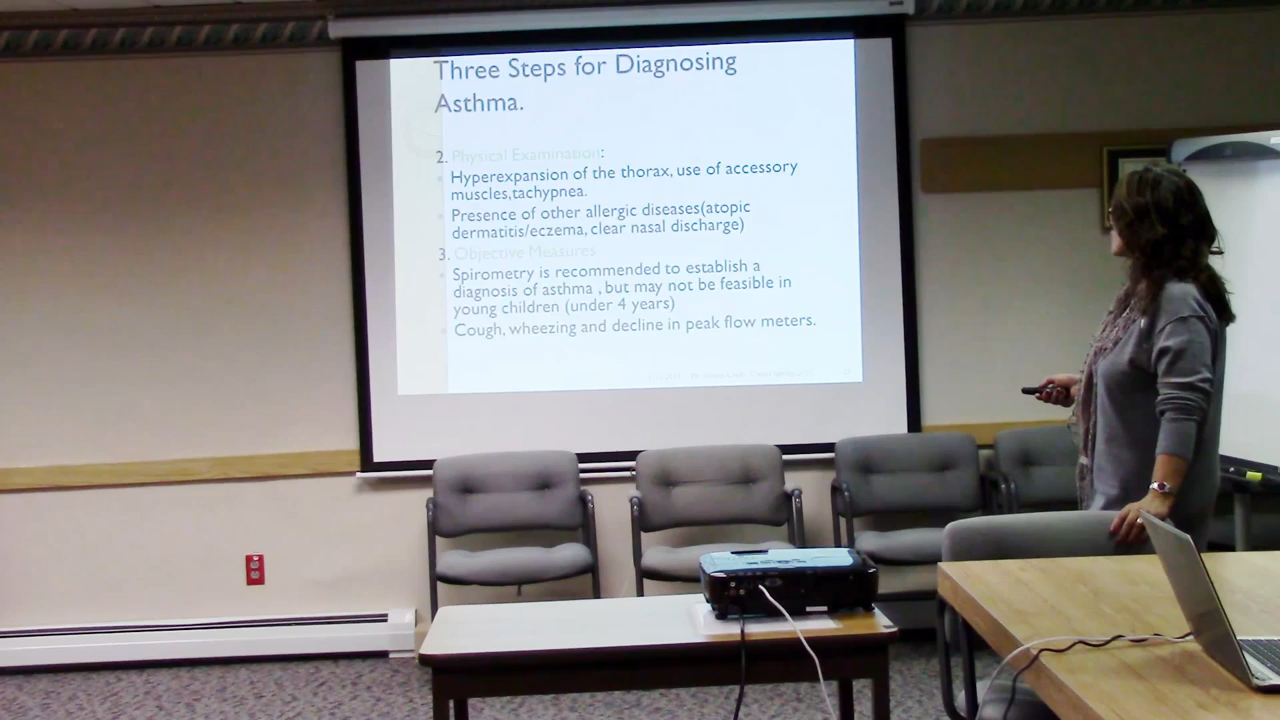 Three Steps for Diagnosing
Asthma.
2. Physical Examination:
Hyperexpansion of the thorax, use of accessory
muscles,tachypnea.
Presence of other allergic diseases(atopic
dermatitis/eczema, clear nasal discharge)
3. Objective Measures
Spirometry is recommended to establish a
diagnosis of asthma , but may not be feasible in
young children (under 4 years)
Cough, wheezing and decline in peak flow meters.